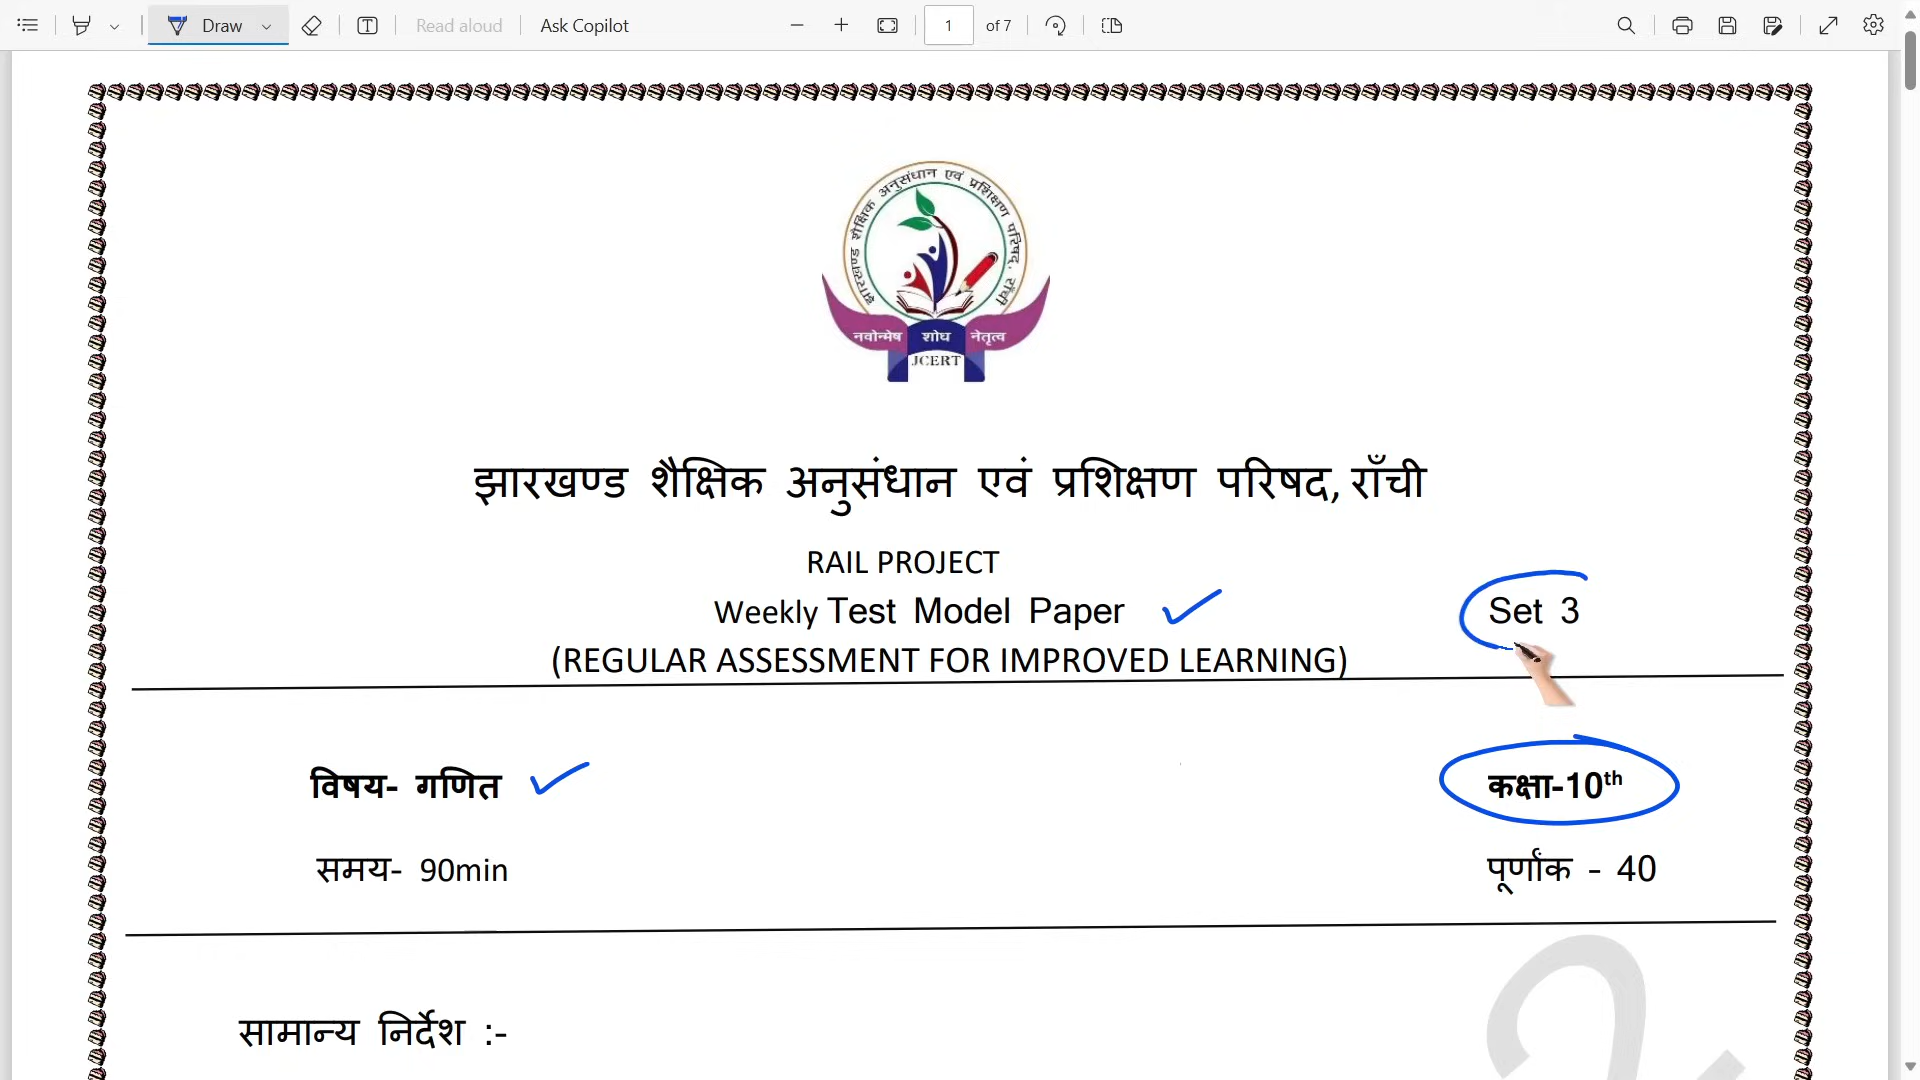 Draw Read aloud Ask Copilot 1 of 7
झारखण्ड शैक्षिक अनुसंधान एवं प्रशिक्षण परिषद, राँची
नवोन्मेष शोध नेतृत्व
JCERT
झारखण्ड शैक्षिक अनुसंधान एवं प्रशिक्षण परिषद, राँची
RAIL PROJECT
Weekly Test Model Paper Set 3
(REGULAR ASSESSMENT FOR IMPROVED LEARNING)
विषय- गणित कक्षा-10th
समय- 90min पूर्णांक - 40
सामान्य निर्देश :-